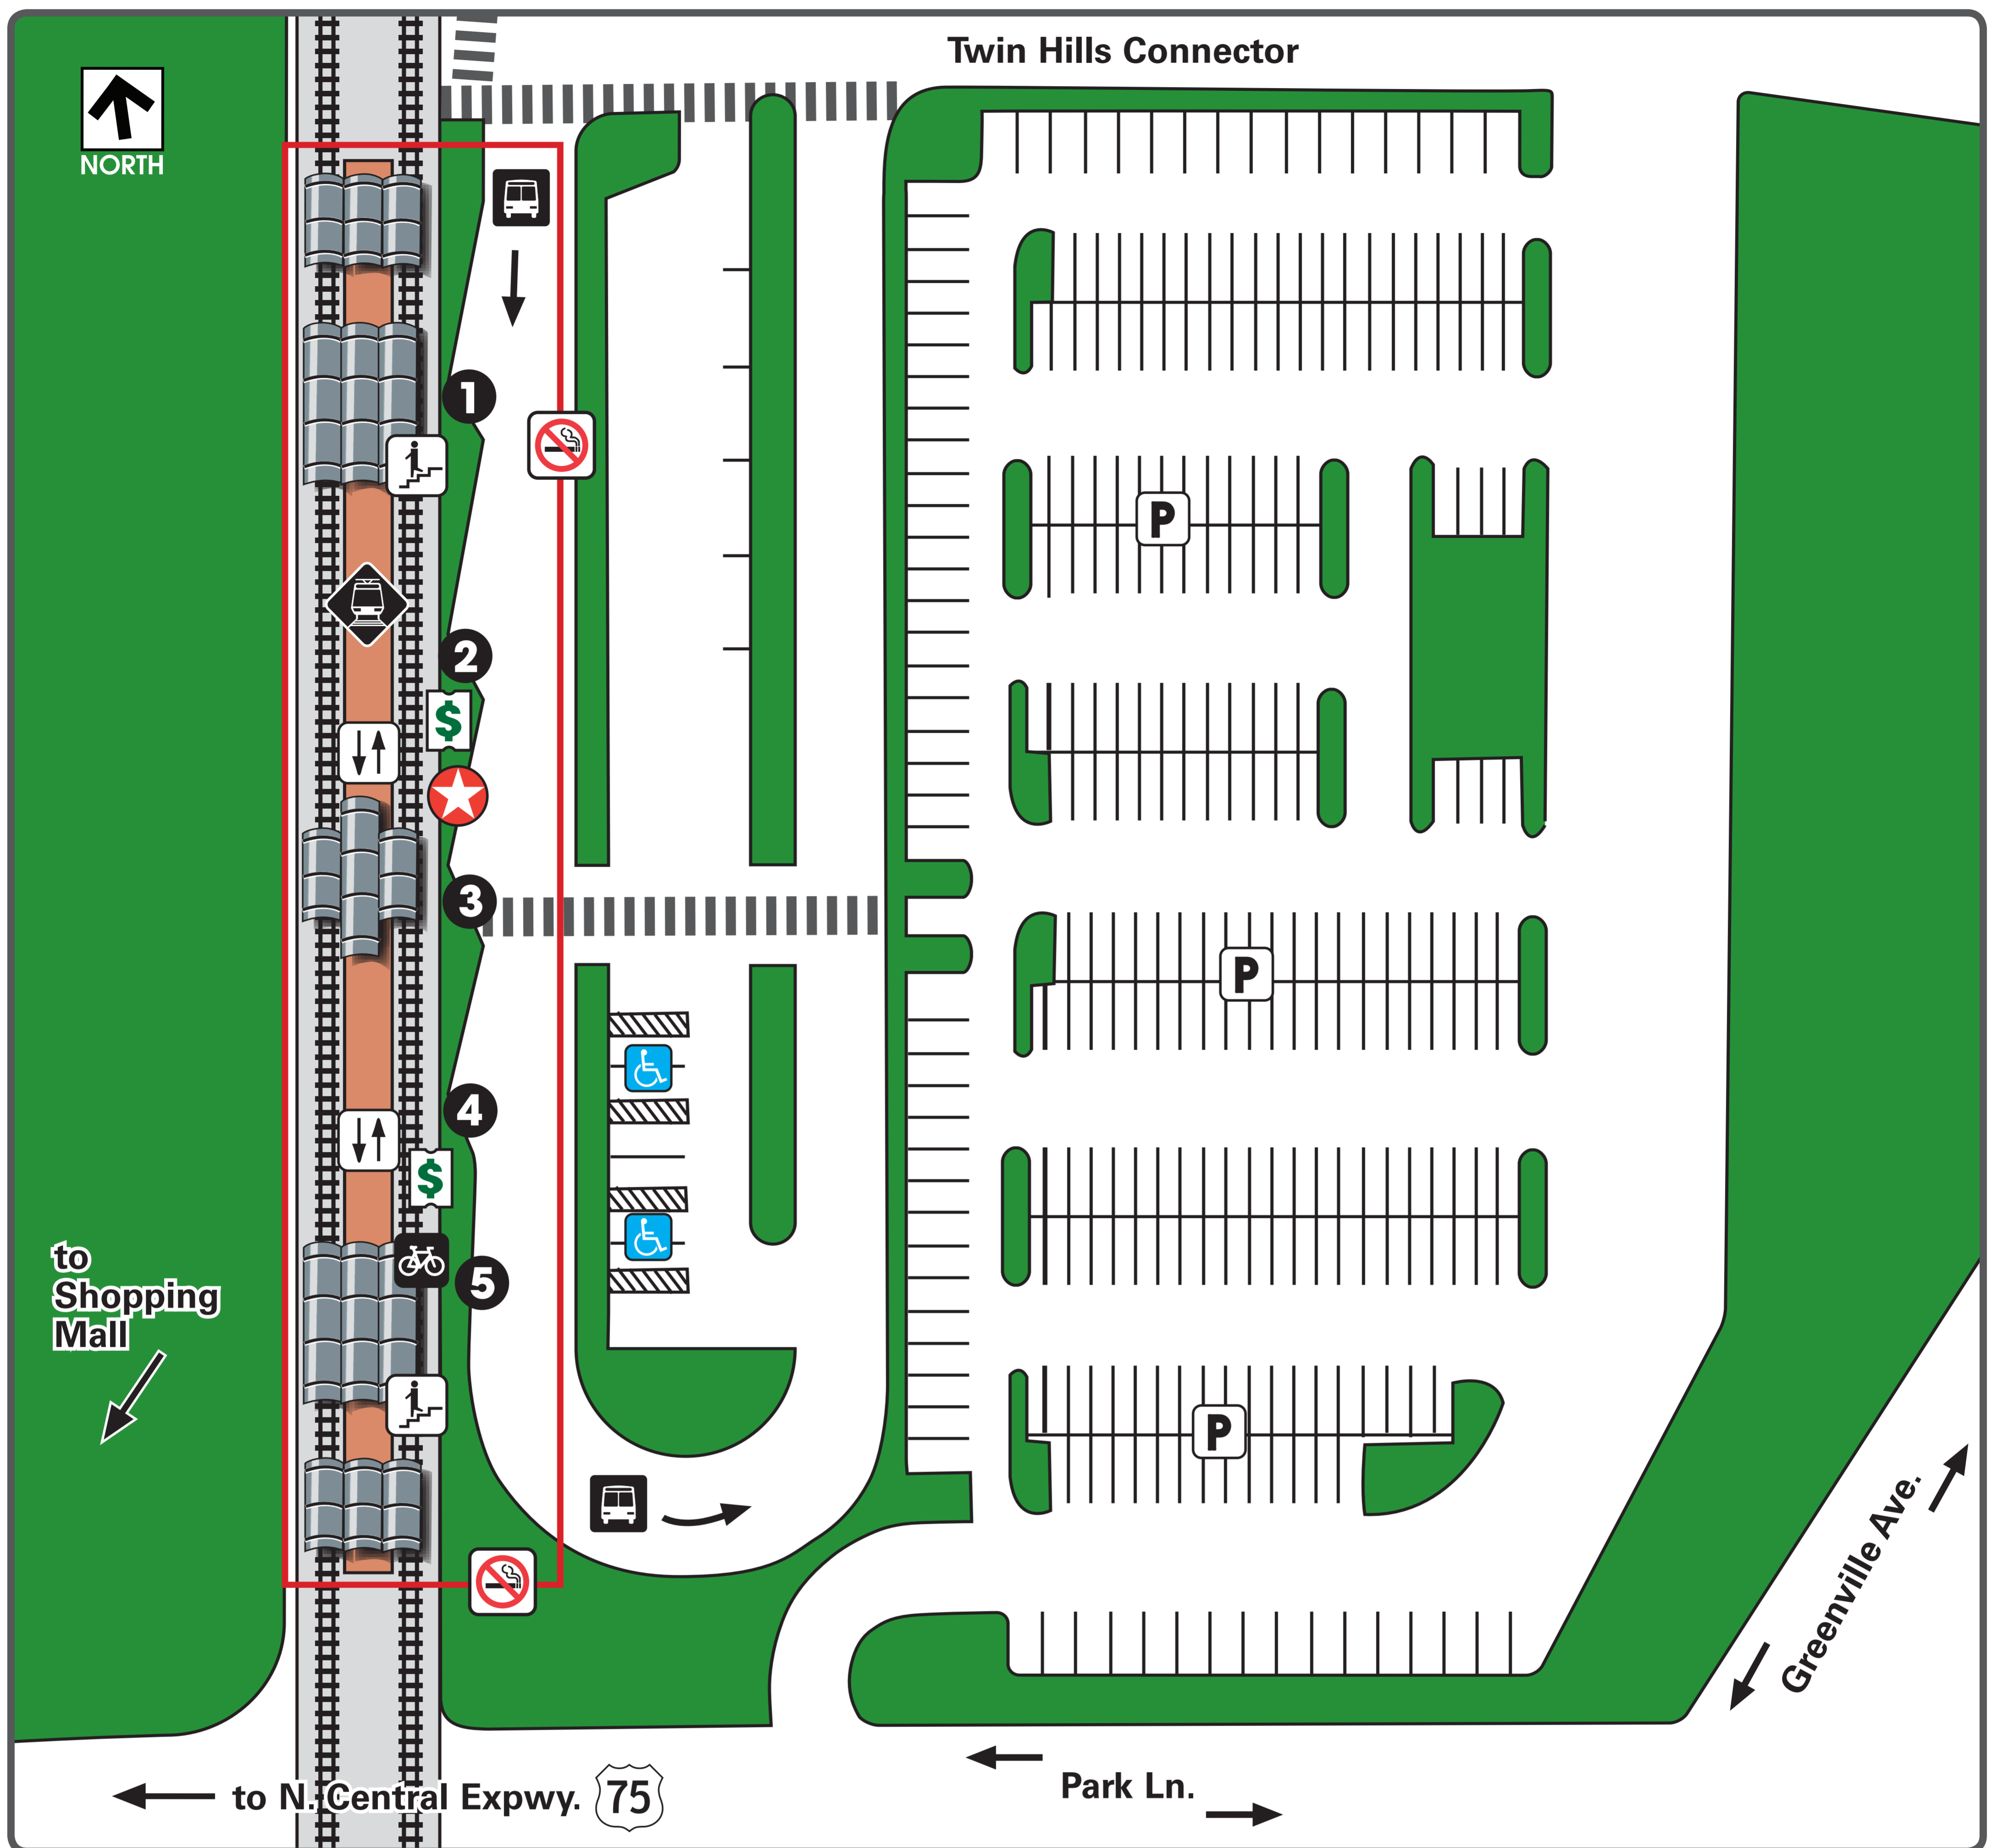 Twin Hills Connector
NORTH
1
P
2
$
3
P
4
$
to
Shopping
Mall
5
P
Greenville Ave.
Park Ln.
to N. Central Expwy. 75